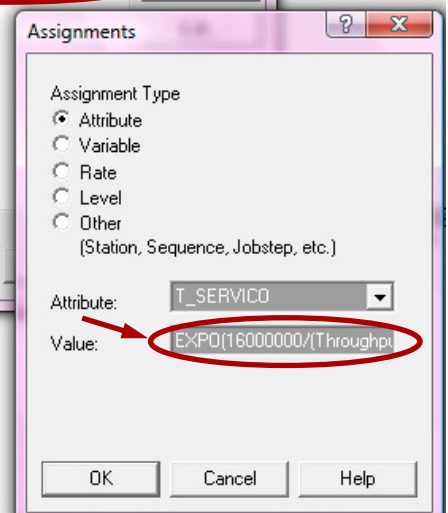 Assignments
Assignment Type
Attribute
Variable
Rate
Level
Other
(Station, Sequence, Jobstep, etc.)
Attribute: T_SERVICO
Value: EXPO(16000000/(Throughpu
OK Cancel Help